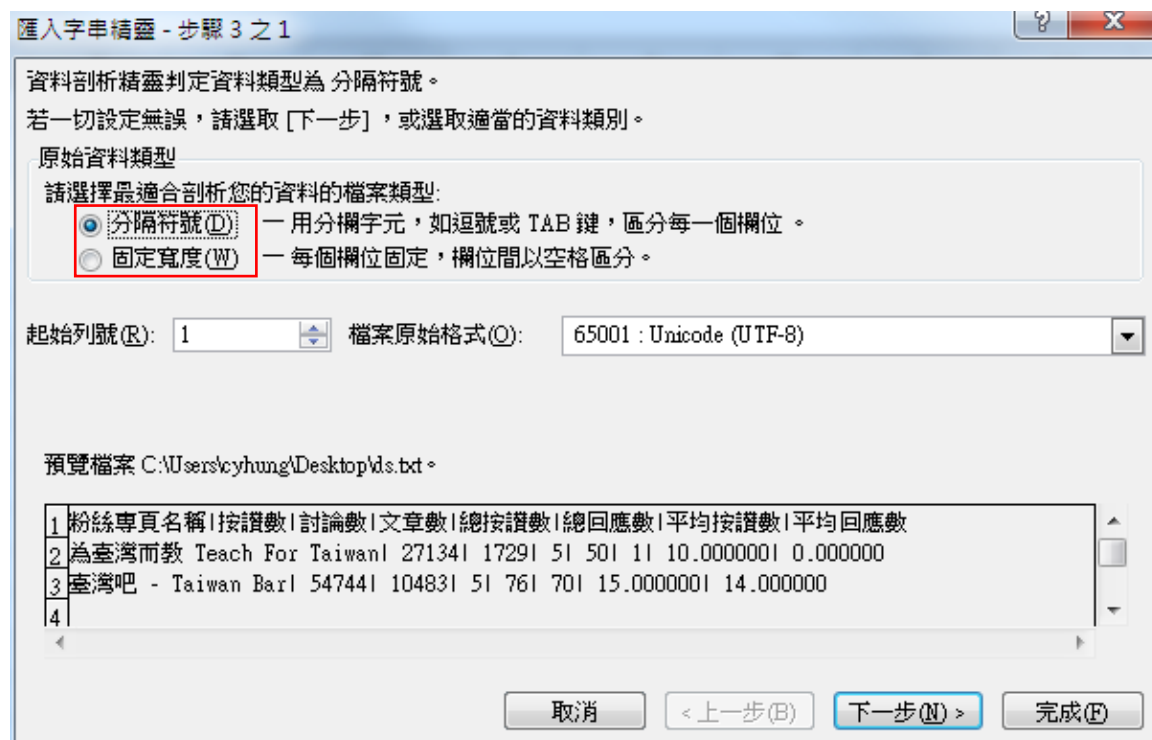 匯入字串精靈 - 步驟 3 之 1
資料剖析精靈判定資料類型為 分隔符號。
若一切設定無誤，請選取 [下一步]，或選取適當的資料類別。
原始資料類型
請選擇最適合剖析您的資料的檔案類型:
分隔符號(D) — 用分欄字元，如逗號或 TAB 鍵，區分每一個欄位 。
固定寬度(W) — 每個欄位固定，欄位間以空格區分。
起始列號(R): 1 檔案原始格式(O): 65001 : Unicode (UTF-8)
預覽檔案 C:\Users\cyhung\Desktop\ds.txt。
1 粉絲專頁名稱|按讚數|討論數|文章數|總按讚數|總回應數|平均按讚數|平均回應數
2 為臺灣而教 Teach For Taiwan| 27134| 1729| 5| 50| 1| 10.000000| 0.000000
3 臺灣吧 - Taiwan Bar| 54744| 10483| 5| 76| 70| 15.000000| 14.000000
4
取消 < 上一步(B) 下一步(N) > 完成(F)